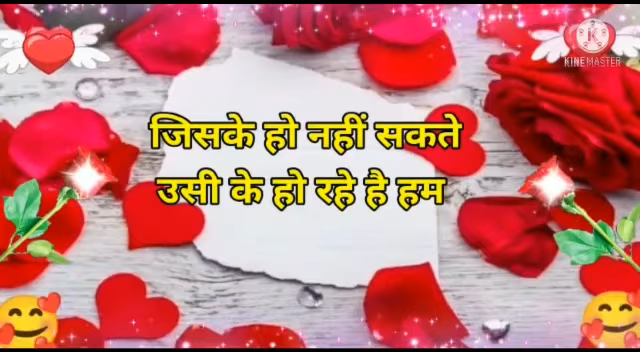 KINEMASTER
जिसके हो नहीं सकते
उसी के हो रहे है हम